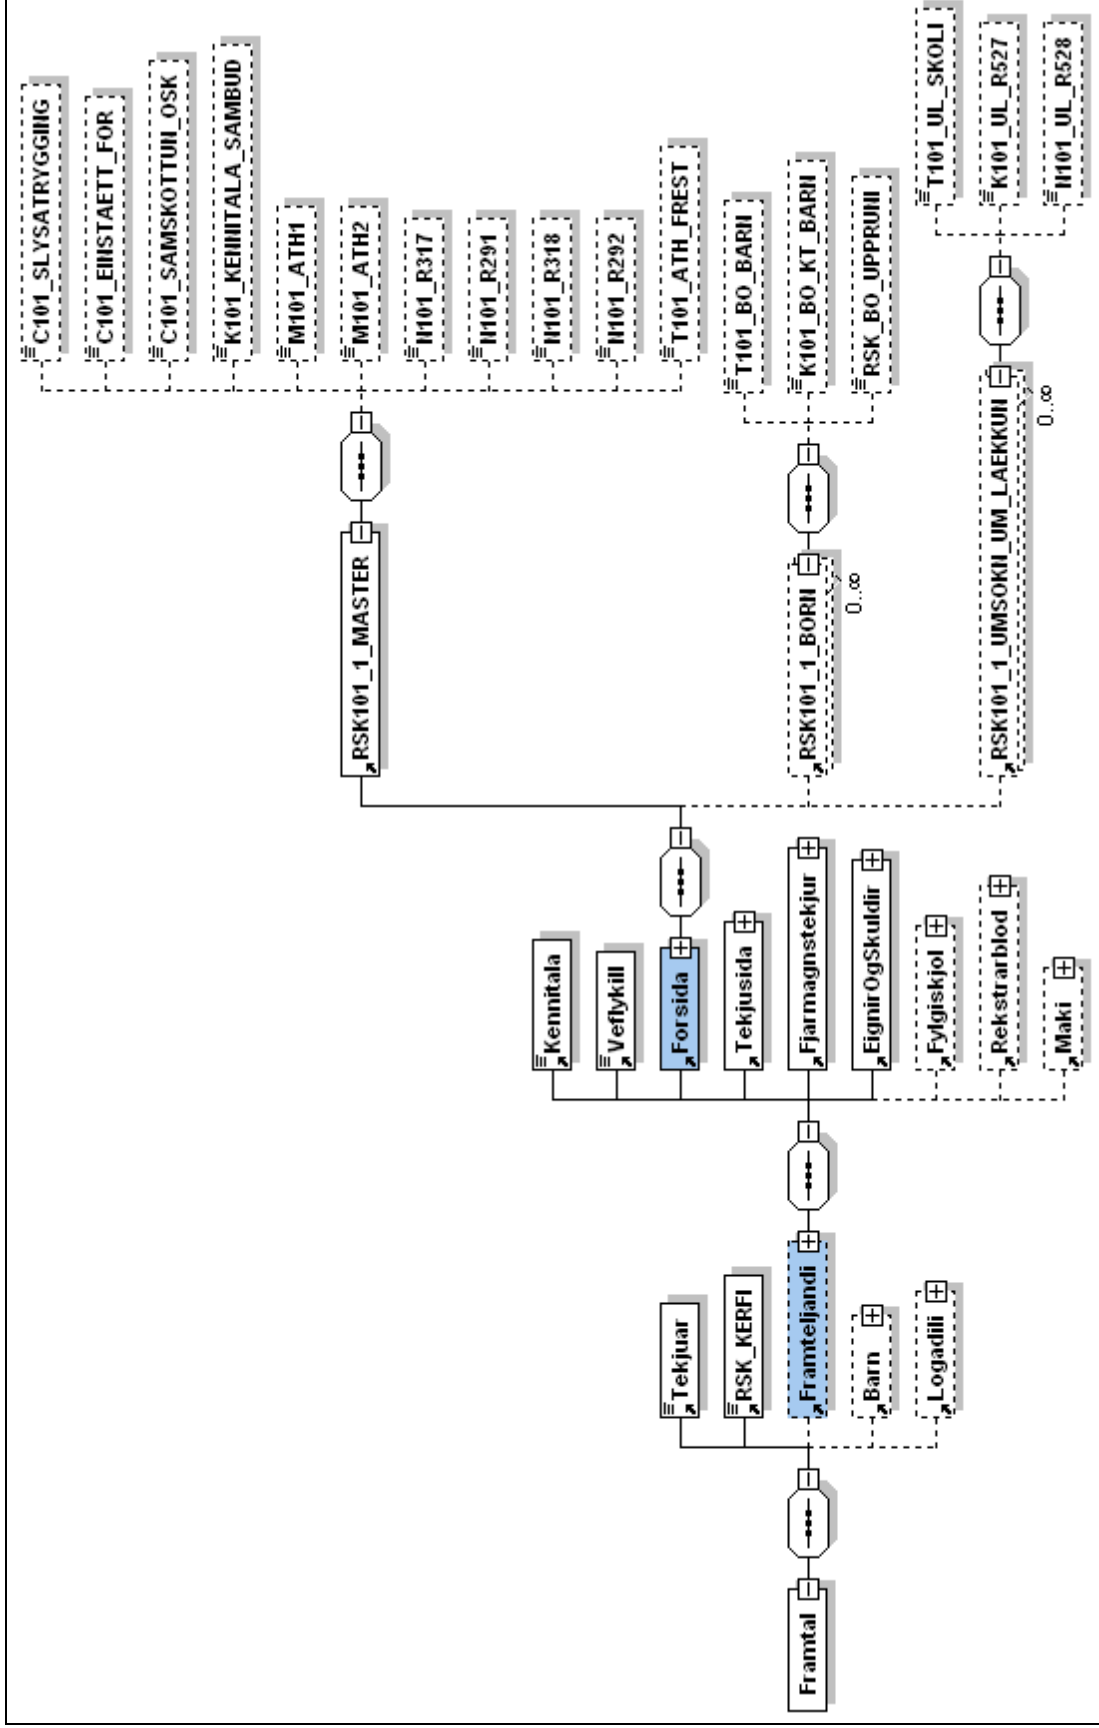 Framtal
Tekjuar
RSK_KERFI
Framteljandi
Barn
Logadili
Kennitala
Veflykill
Forsida
Tekjusida
Fjarmagnstekjur
EignirOgSkuldir
Fylgiskjol
Rekstrarblod
Maki
RSK101_1_MASTER
C101_SLYSATRYGGING
C101_EINSTAETT_FOR
C101_SAMSKOTTUN_OSK
K101_KENNITALA_SAMBUD
M101_ATH1
M101_ATH2
N101_R317
N101_R291
N101_R318
N101_R292
T101_ATH_FREST
RSK101_1_BORN
0..∞
T101_BO_BARN
K101_BO_KT_BARN
RSK_BO_UPPRUNI
RSK101_1_UMSOKN_UM_LAEKKUN
0..∞
T101_UL_SKOLI
K101_UL_R527
N101_UL_R528